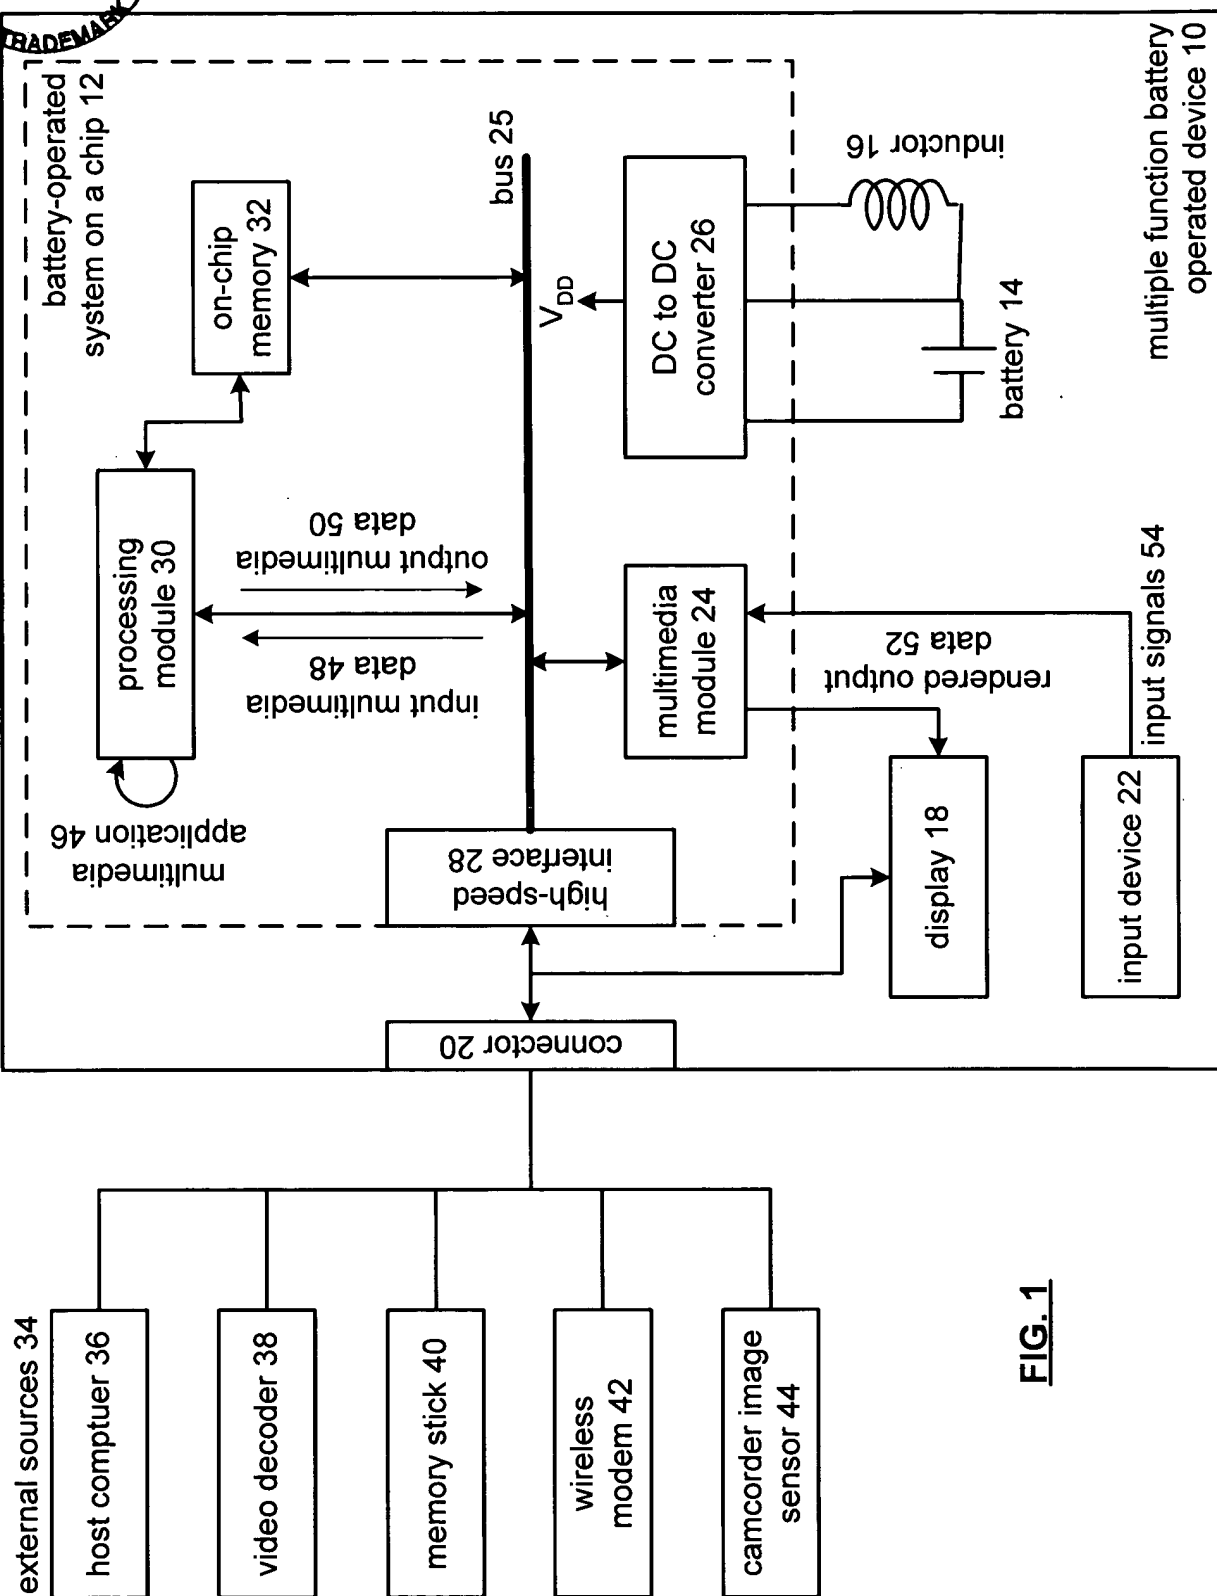 TRADEMARK
external sources 34
host comptuer 36
video decoder 38
memory stick 40
wireless
modem 42
camcorder image
sensor 44
connector 20
high-speed
interface 28
multimedia
application 46
processing
module 30
input multimedia
data 48
output multimedia
data 50
battery-operated
system on a chip 12
on-chip
memory 32
bus 25
multimedia
module 24
V_DD
DC to DC
converter 26
inductor 16
battery 14
rendered output
data 52
display 18
input device 22
input signals 54
multiple function battery
operated device 10
FIG. 1